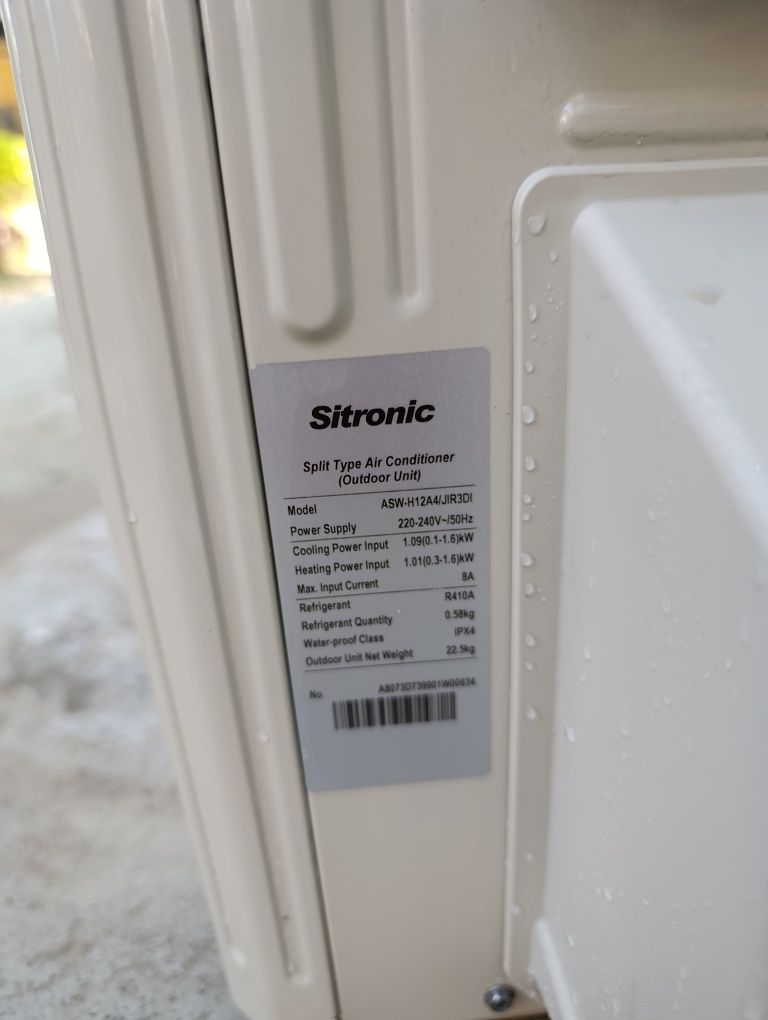 Sitronic
Split Type Air Conditioner
(Outdoor Unit)
Model ASW-H12A4/JIR3DI
Power Supply 220-240V~/50Hz
Cooling Power Input 1.09(0.1-1.6)kW
Heating Power Input 1.01(0.3-1.6)kW
Max. Input Current 8A
Refrigerant R410A
Refrigerant Quantity 0.58kg
Water-proof Class IPX4
Outdoor Unit Net Weight 22.5kg
No. A8073D739901W00634